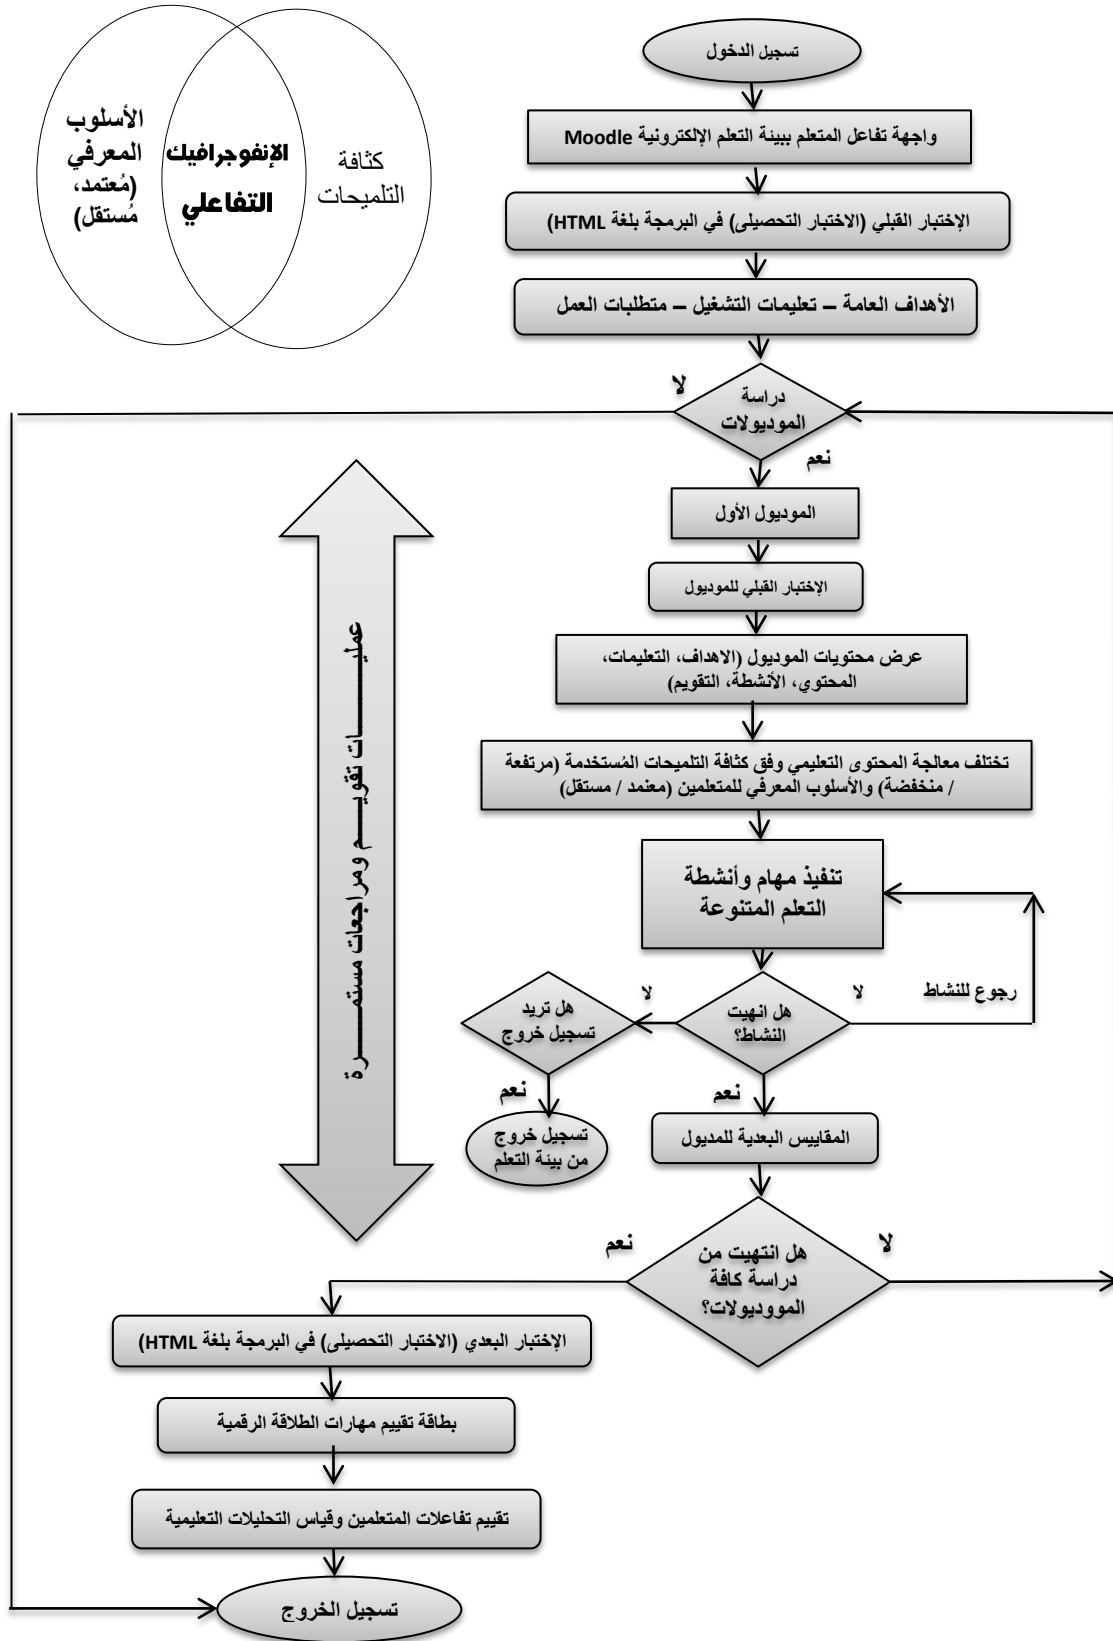 تسجيل الدخول
واجهة تفاعل المتعلم ببيئة التعلم الإلكترونية Moodle
الإختبار القبلي (الاختبار التحصيلى) في البرمجة بلغة HTML)
الأهداف العامة – تعليمات التشغيل – متطلبات العمل
كثافة
التلميحات
الإنفوجرافيك
التفاعلي
الأسلوب
المعرفي
(مُعتمد،
مُستقل)
دراسة
الموديولات
لا
نعم
الموديول الأول
الإختبار القبلي للموديول
عرض محتويات الموديول (الاهداف، التعليمات،
المحتوي، الأنشطة، التقويم)
تختلف معالجة المحتوى التعليمي وفق كثافة التلميحات المُستخدمة (مرتفعة
/ منخفضة) والأسلوب المعرفي للمتعلمين (معتمد / مستقل)
تنفيذ مهام وأنشطة
التعلم المتنوعة
رجوع للنشاط
لا
هل انهيت
النشاط؟
لا
هل تريد
تسجيل خروج
نعم
نعم
تسجيل خروج
من بيئة التعلم
المقاييس البعدية للمديول
عمليـــــــــات تقويـــــم ومراجعات مستمـــــــرة
لا
هل انتهيت من
دراسة كافة
المووديولات؟
نعم
الإختبار البعدي (الاختبار التحصيلى) في البرمجة بلغة HTML)
بطاقة تقييم مهارات الطلاقة الرقمية
تقييم تفاعلات المتعلمين وقياس التحليلات التعليمية
تسجيل الخروج